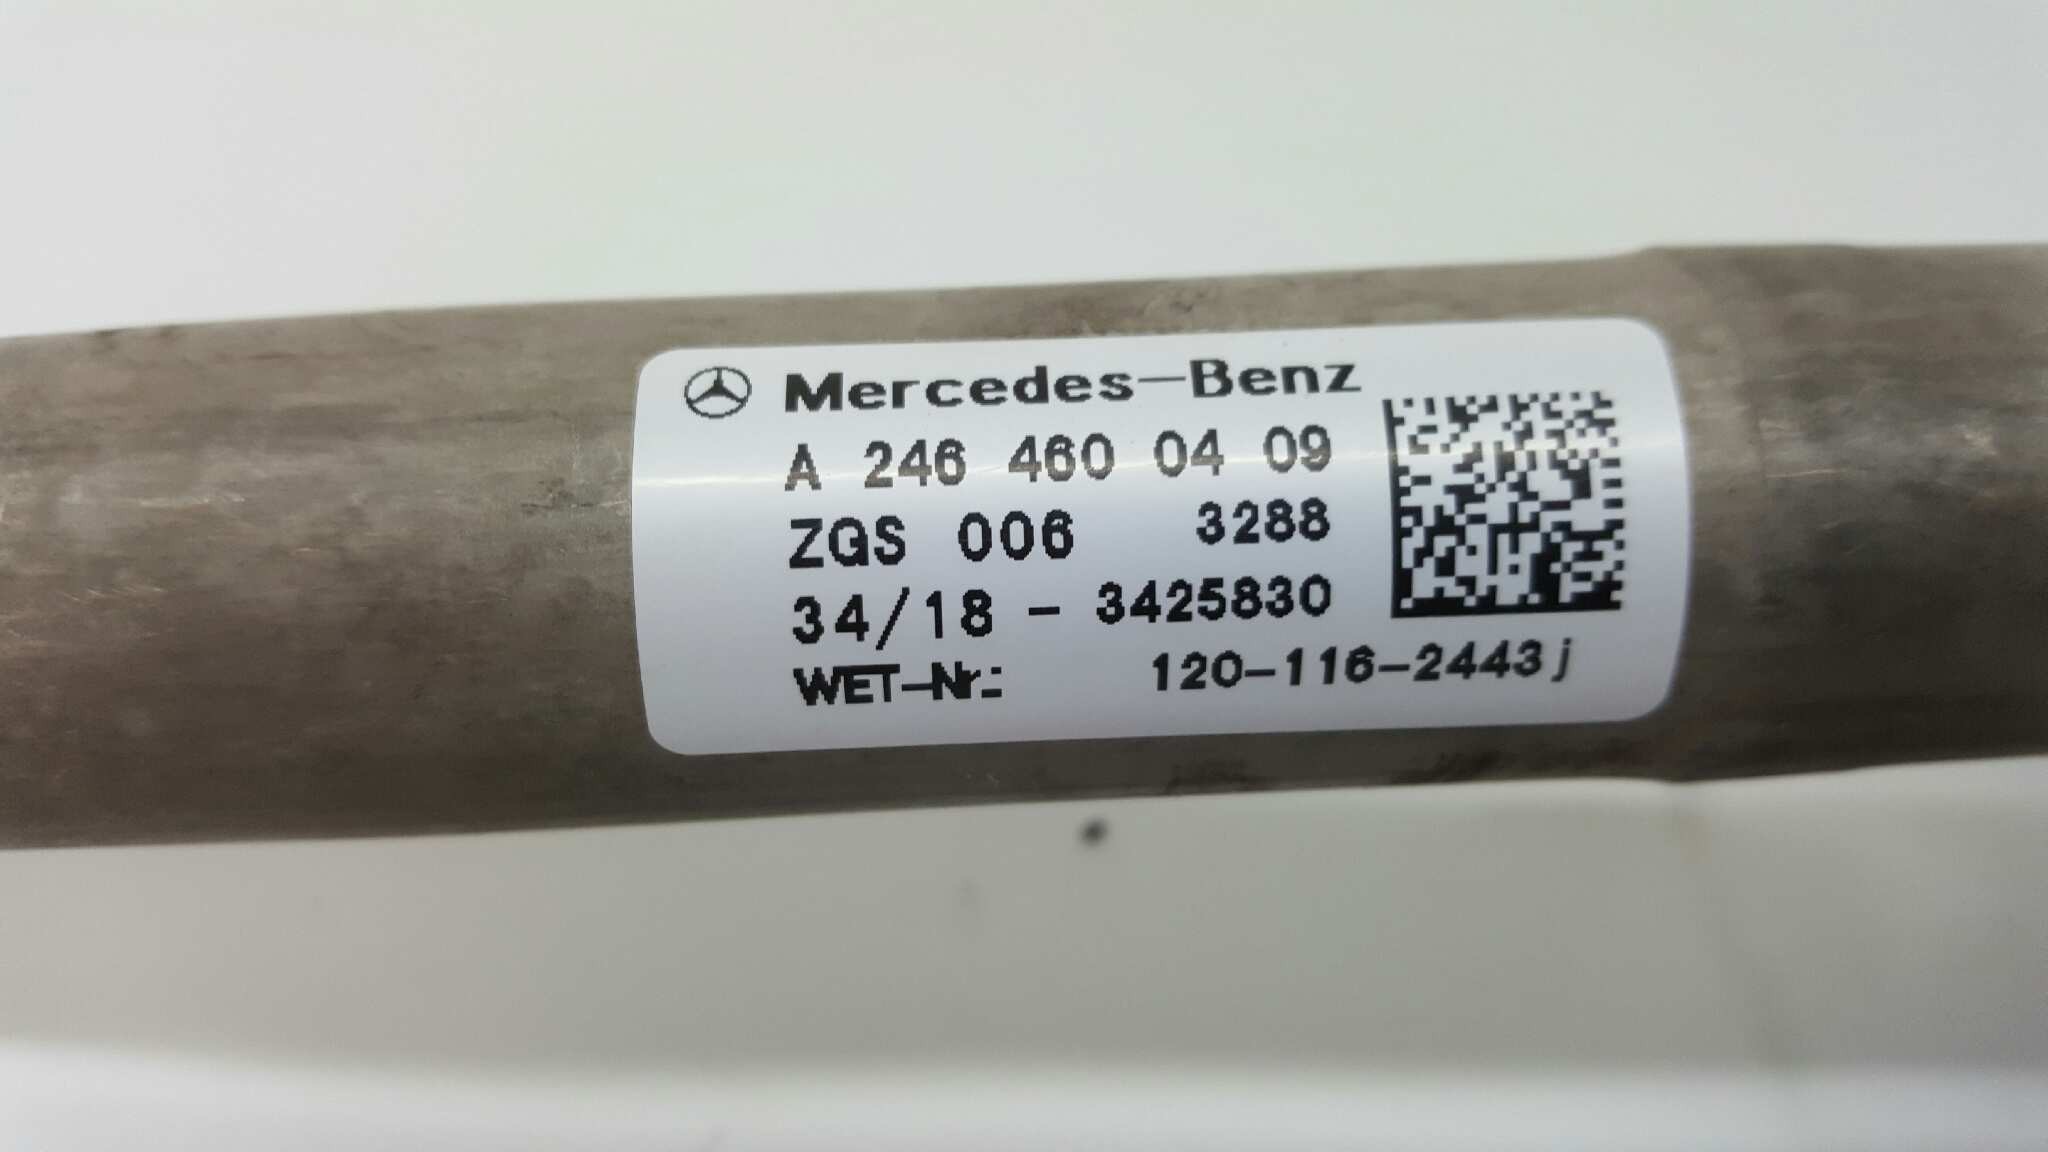 Mercedes-Benz
A 246 460 04 09
ZGS 006 3288
34/18 - 3425830
WET-Nr.: 120-116-2443j